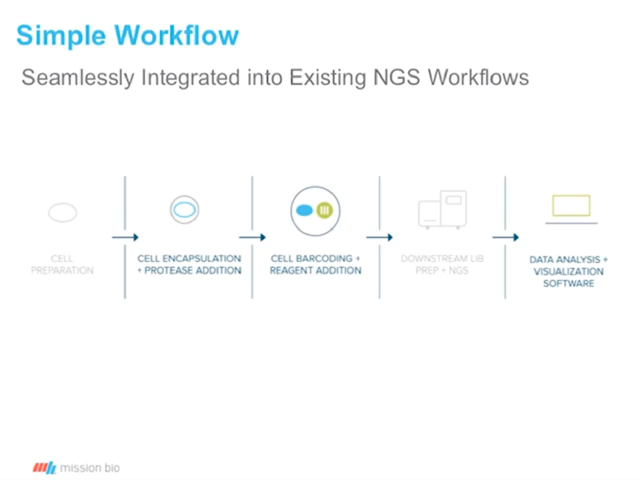 Simple Workflow
Seamlessly Integrated into Existing NGS Workflows
CELL
PREPARATION
CELL ENCAPSULATION
+ PROTEASE ADDITION
CELL BARCODING +
REAGENT ADDITION
DOWNSTREAM LIB
PREP + NGS
DATA ANALYSIS +
VISUALIZATION
SOFTWARE
mission bio